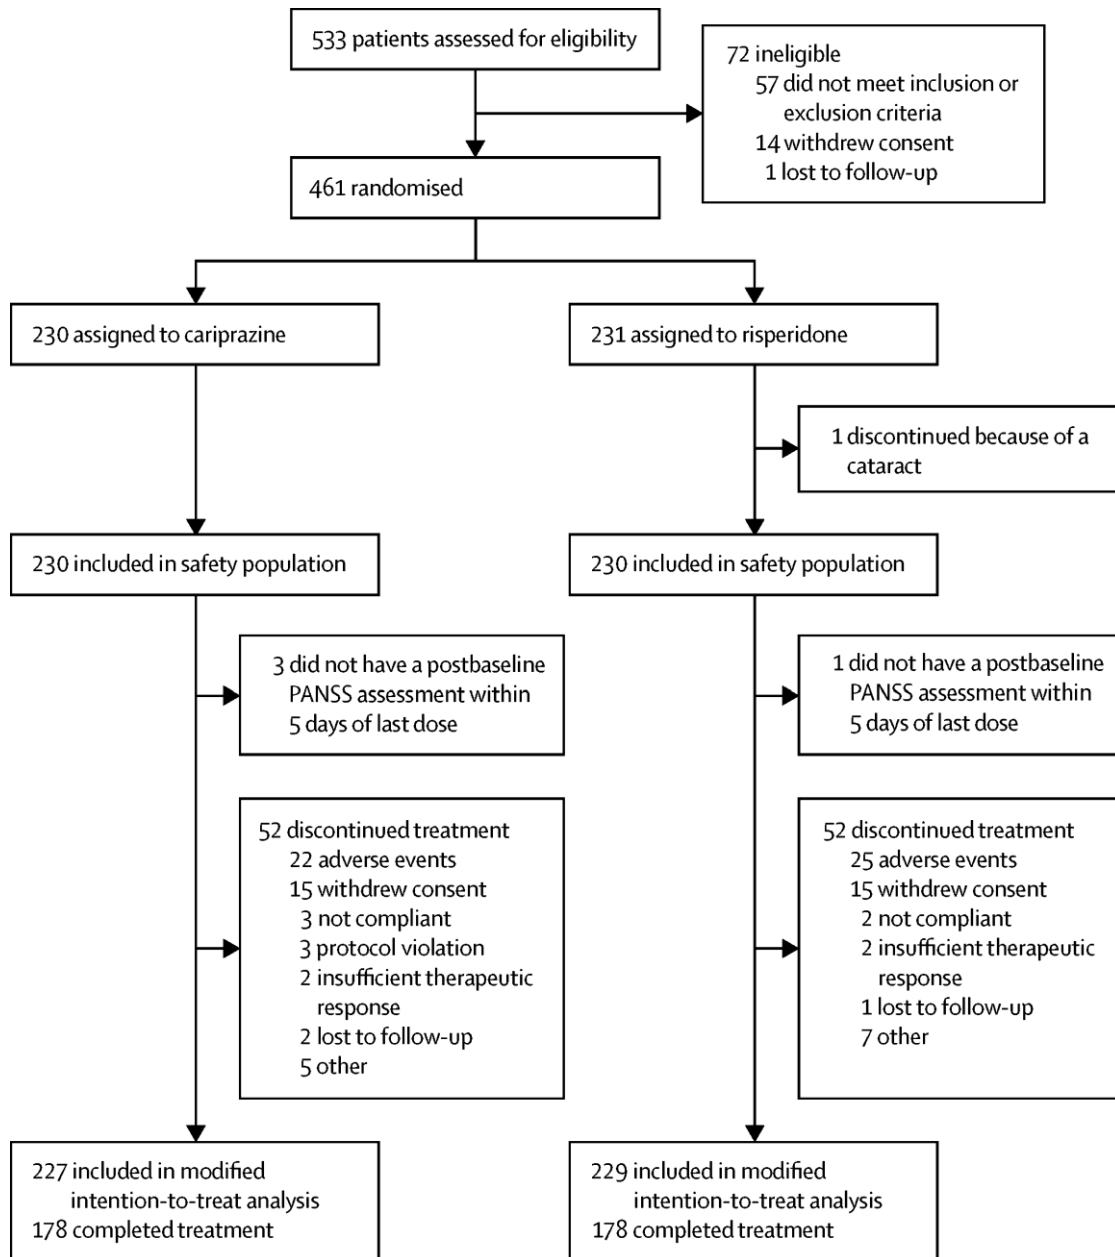 533 patients assessed for eligibility
72 ineligible
57 did not meet inclusion or
exclusion criteria
14 withdrew consent
1 lost to follow-up
461 randomised
230 assigned to cariprazine
231 assigned to risperidone
1 discontinued because of a
cataract
230 included in safety population
230 included in safety population
3 did not have a postbaseline
PANSS assessment within
5 days of last dose
1 did not have a postbaseline
PANSS assessment within
5 days of last dose
52 discontinued treatment
22 adverse events
15 withdrew consent
3 not compliant
3 protocol violation
2 insufficient therapeutic
response
2 lost to follow-up
5 other
52 discontinued treatment
25 adverse events
15 withdrew consent
2 not compliant
2 insufficient therapeutic
response
1 lost to follow-up
7 other
227 included in modified
intention-to-treat analysis
178 completed treatment
229 included in modified
intention-to-treat analysis
178 completed treatment